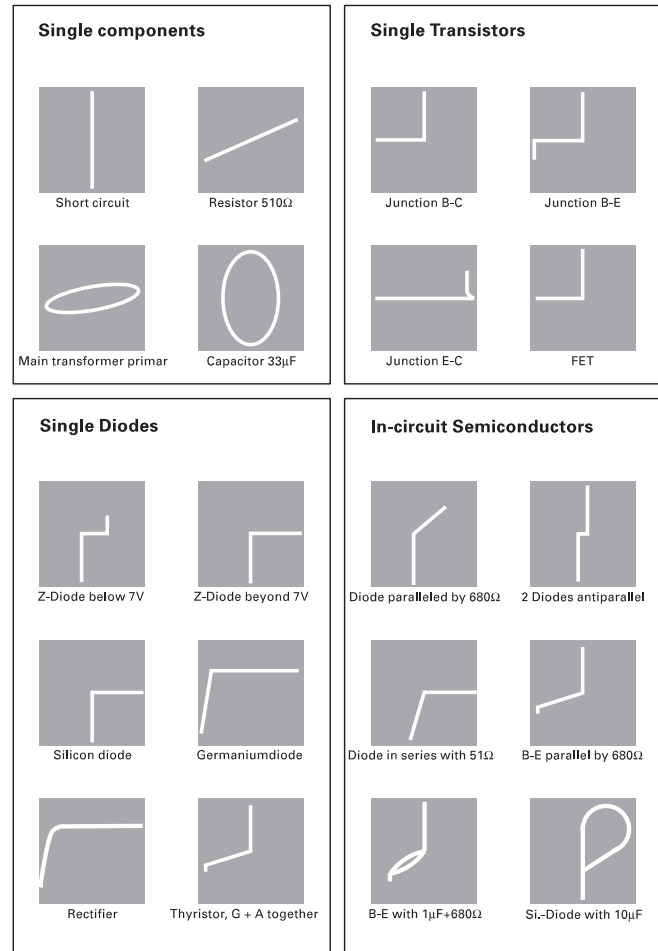 Single components
Short circuit
Resistor 510Ω
Main transformer primar
Capacitor 33µF
Single Transistors
Junction B-C
Junction B-E
Junction E-C
FET
Single Diodes
Z-Diode below 7V
Z-Diode beyond 7V
Silicon diode
Germaniumdiode
Rectifier
Thyristor, G + A together
In-circuit Semiconductors
Diode paralleled by 680Ω
2 Diodes antiparallel
Diode in series with 51Ω
B-E parallel by 680Ω
B-E with 1µF+680Ω
Si.-Diode with 10µF